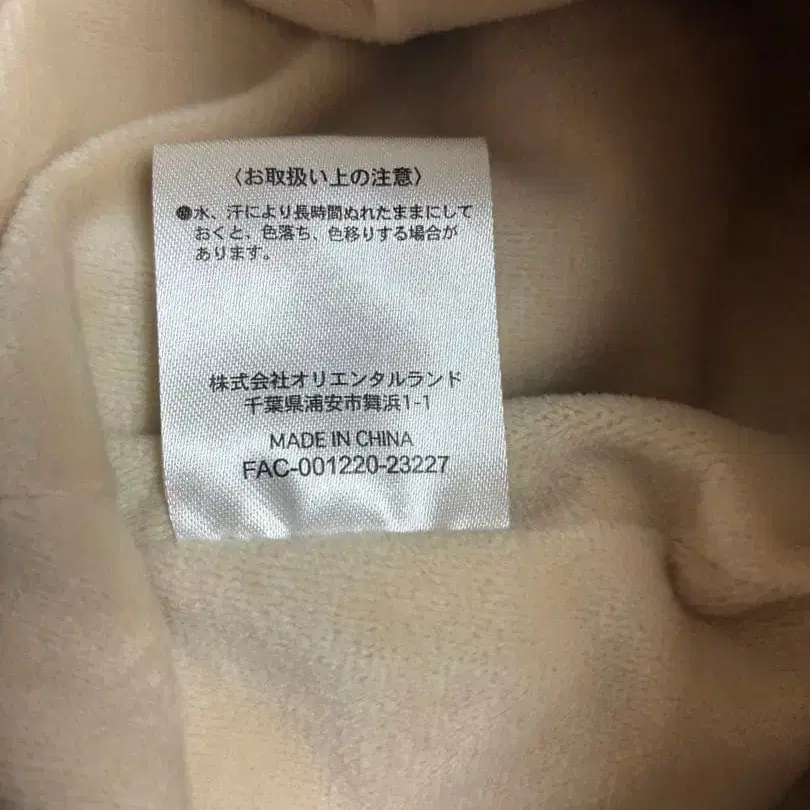 〈お取扱い上の注意〉
●水、汗により長時間ぬれたままにして
おくと、色落ち、色移りする場合が
あります。
株式会社オリエンタルランド
千葉県浦安市舞浜1-1
MADE IN CHINA
FAC-001220-23227